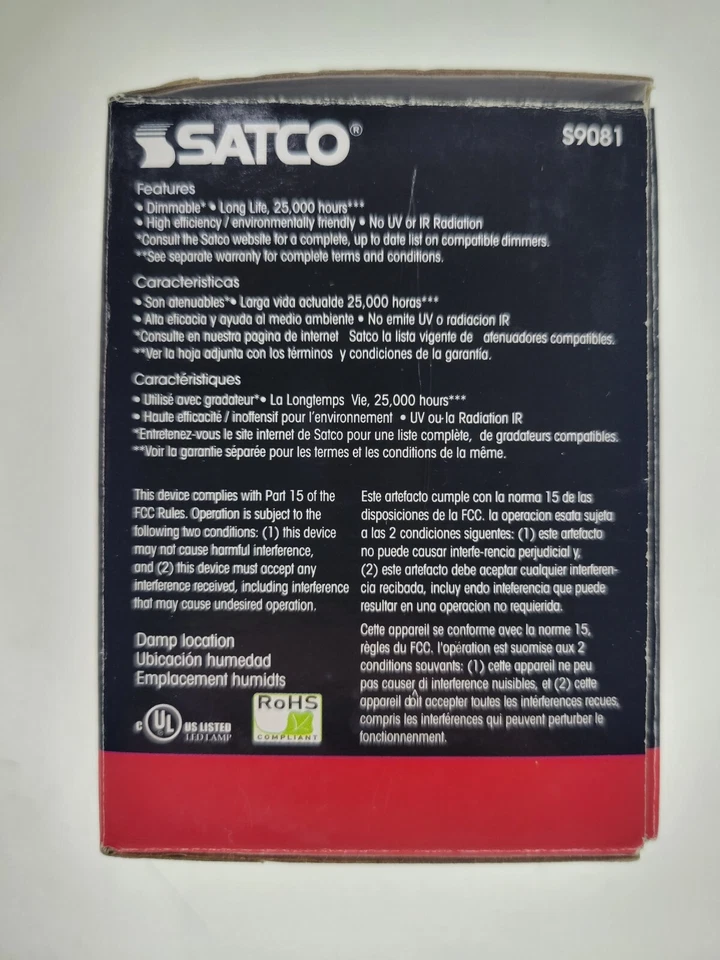 SATCO®
S9081
Features
• Dimmable* • Long Life, 25,000 hours***
• High efficiency / environmentally friendly • No UV or IR Radiation
*Consult the Satco website for a complete, up to date list on compatible dimmers.
**See separate warranty for complete terms and conditions.
Caracteristicas
• Son atenuables*• Larga vida actualde 25,000 horas***
• Alta eficacia y ayuda al medio ambiente • No emite UV o radiacion IR
*Consulte en nuestra pagina de internet Satco la lista vigente de atenuadores compatibles.
**Ver la hoja adjunta con los términos y condiciones de la garantía.
Caractéristiques
• Utilisé avec gradateur*• La Longtemps Vie, 25,000 hours***
• Haute efficacité / inoffensif pour l'environnement • UV ou·la Radiation IR
*Entretenez-vous le site internet de Satco pour une liste complète, de gradateurs compatibles.
**Voir la garantie séparée pour les termes et les conditions de la même.
This device complies with Part 15 of the
FCC Rules. Operation is subject to the
following two conditions: (1) this device
may not cause harmful interference,
and (2) this device must accept any
interference received, including interference
that may cause undesired operation.
Este artefacto cumple con la norma 15 de las
disposiciones de la FCC. la operacion esata sujeta
a las 2 condiciones siguentes: (1) este artefacto
no puede causar interfe-rencia perjudicial y,
(2) este artefacto debe aceptar cualquier interferen-
cia recibada, incluy endo inteferencia que puede
resultar en una operacion no requierida.
Cette appareil se conforme avec la norme 15,
règles du FCC. l'opération est suomise aux 2
conditions souvants: (1) cette appareil ne peu
pas causer di interference nuisibles, et (2) cette
appareil doît accepter toutes les intérferences recues,
compris les interférences qui peuvent perturber le
fonctionnenment.
Damp location
Ubicación humedad
Emplacement humidts
C UL US LISTED
LED LAMP
RoHS
COMPLIANT